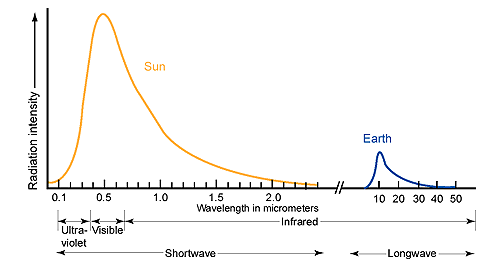 Radiation intensity
Sun
Earth
0.1 0.5 1.0 1.5 2.0 10 20 30 40 50
Wavelength in micrometers
Ultra-
violet
Visible
Infrared
Shortwave
Longwave